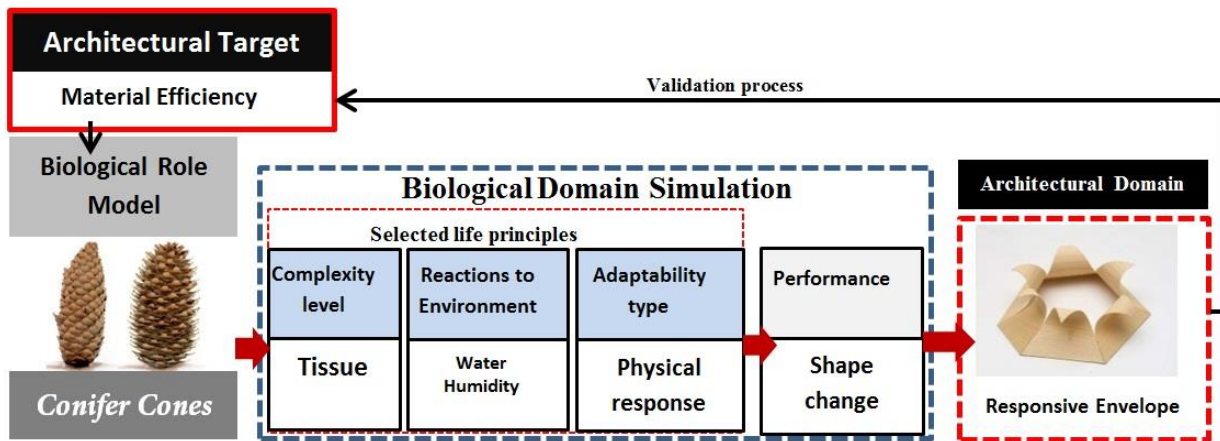 Architectural Target
Material Efficiency
Validation process
Biological Role
Model
Conifer Cones
Biological Domain Simulation
Selected life principles
Complexity
level
Tissue
Reactions to
Environment
Water
Humidity
Adaptability
type
Physical
response
Performance
Shape
change
Architectural Domain
Responsive Envelope